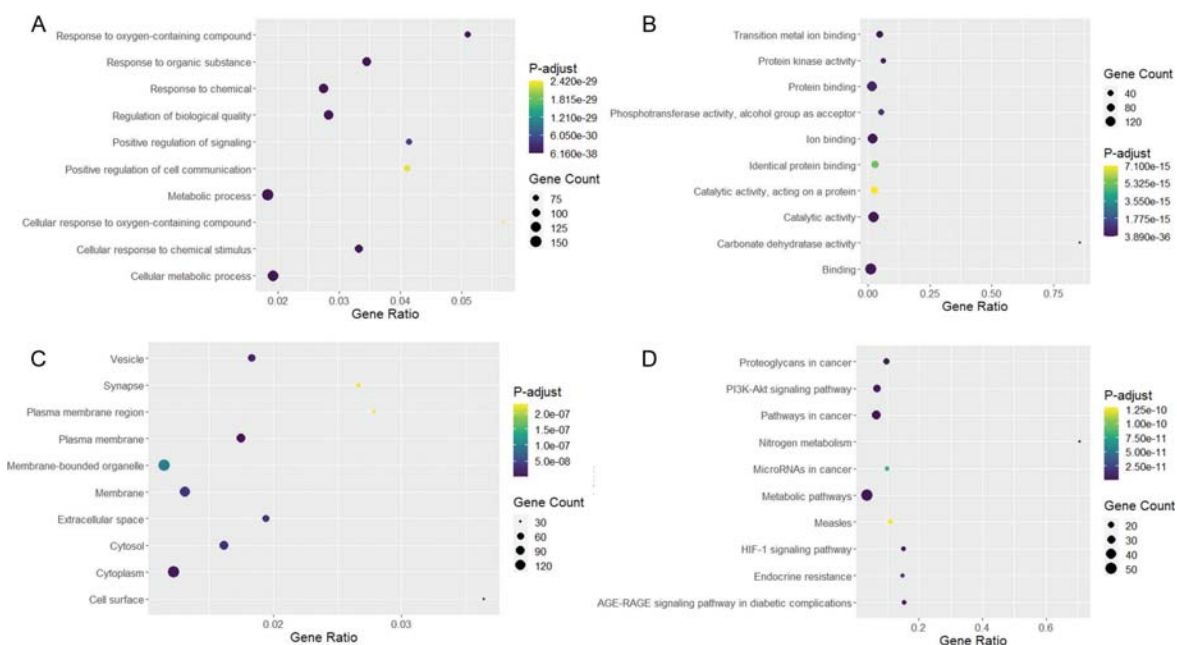 A
Response to oxygen-containing compound
Response to organic substance
Response to chemical
Regulation of biological quality
Positive regulation of signaling
Positive regulation of cell communication
Metabolic process
Cellular response to oxygen-containing compound
Cellular response to chemical stimulus
Cellular metabolic process
0.02 0.03 0.04 0.05
Gene Ratio
P-adjust
2.420e-29
1.815e-29
1.210e-29
6.050e-30
6.160e-38
Gene Count
75
100
125
150
B
Transition metal ion binding
Protein kinase activity
Protein binding
Phosphotransferase activity, alcohol group as acceptor
Ion binding
Identical protein binding
Catalytic activity, acting on a protein
Catalytic activity
Carbonate dehydratase activity
Binding
0.00 0.25 0.50 0.75
Gene Ratio
Gene Count
40
80
120
P-adjust
7.100e-15
5.325e-15
3.550e-15
1.775e-15
3.890e-36
C
Vesicle
Synapse
Plasma membrane region
Plasma membrane
Membrane-bounded organelle
Membrane
Extracellular space
Cytosol
Cytoplasm
Cell surface
0.02 0.03
Gene Ratio
P-adjust
2.0e-07
1.5e-07
1.0e-07
5.0e-08
Gene Count
30
60
90
120
D
Proteoglycans in cancer
PI3K-Akt signaling pathway
Pathways in cancer
Nitrogen metabolism
MicroRNAs in cancer
Metabolic pathways
Measles
HIF-1 signaling pathway
Endocrine resistance
AGE-RAGE signaling pathway in diabetic complications
0.2 0.4 0.6
Gene Ratio
P-adjust
1.25e-10
1.00e-10
7.50e-11
5.00e-11
2.50e-11
Gene Count
20
30
40
50